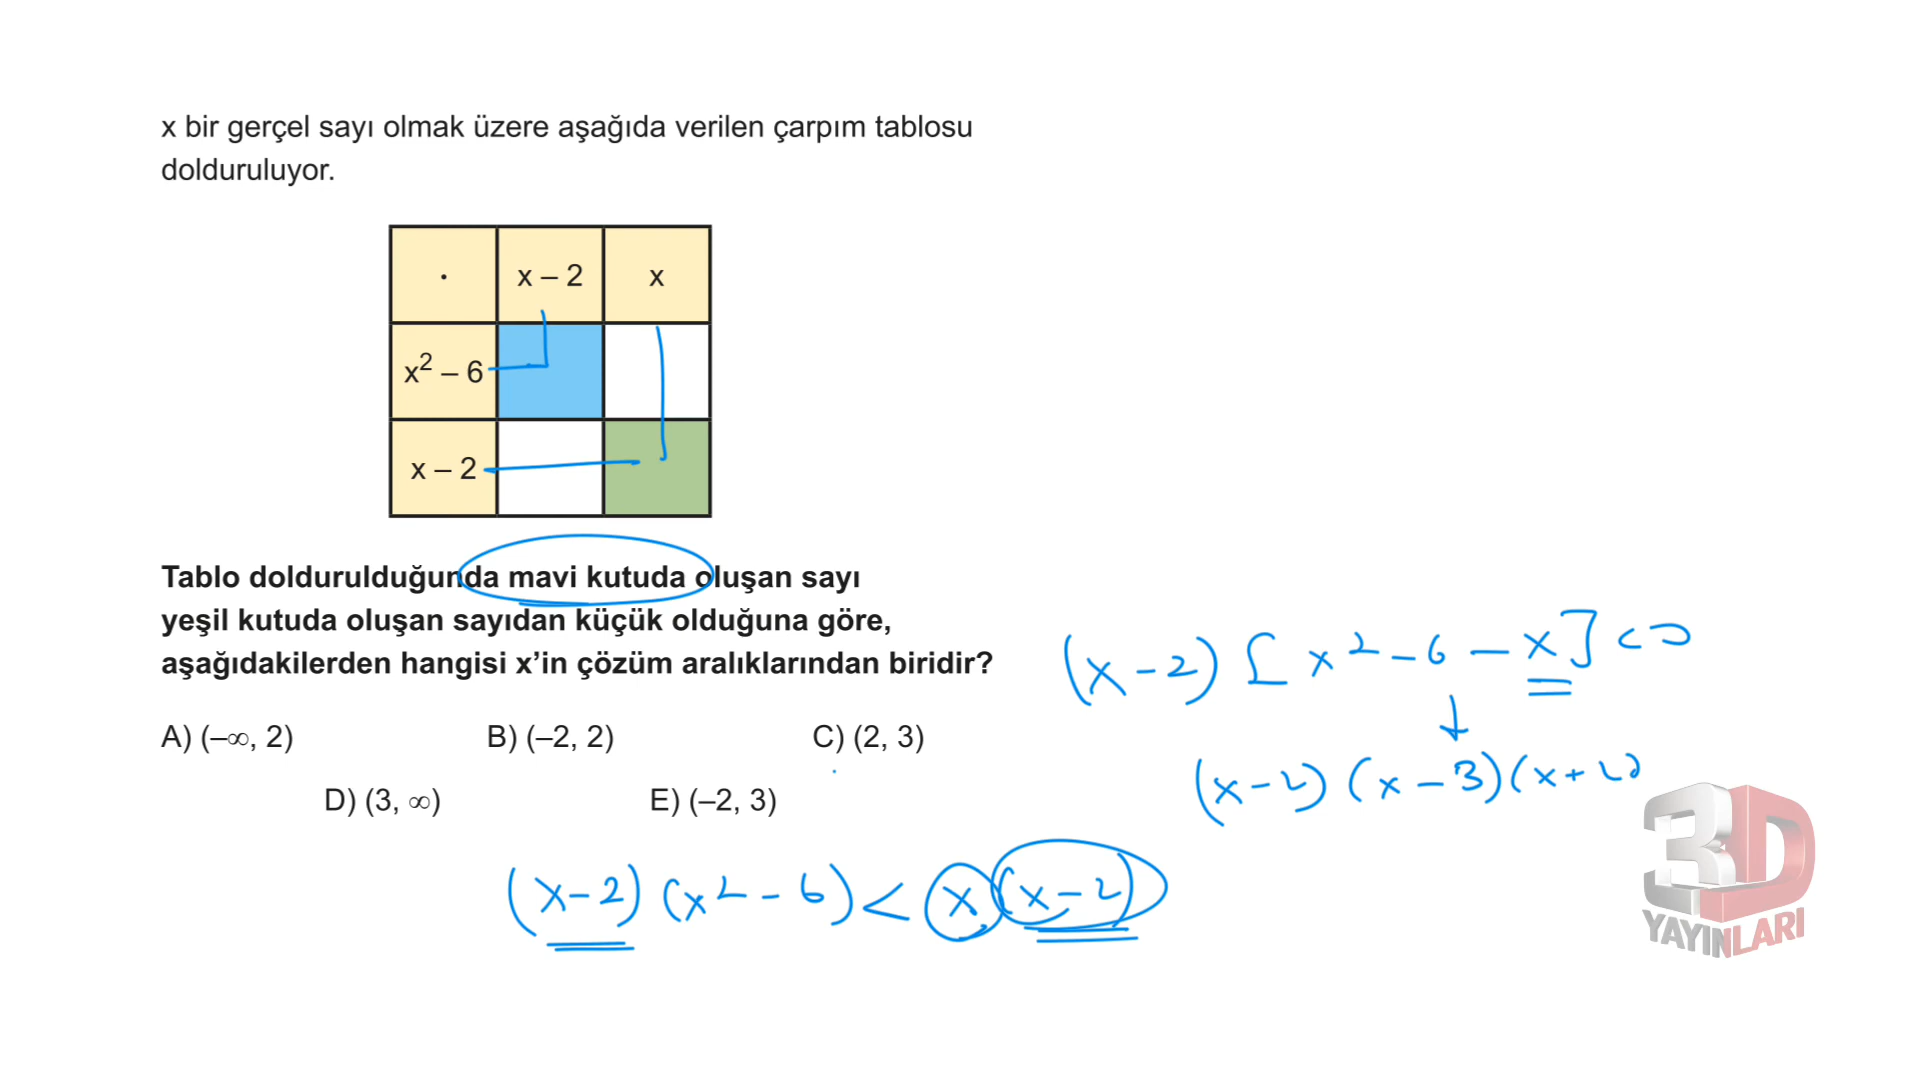 x bir gerçel sayı olmak üzere aşağıda verilen çarpım tablosu
dolduruluyor.
· x – 2 x
x² – 6
x – 2
Tablo doldurulduğunda mavi kutuda oluşan sayı
yeşil kutuda oluşan sayıdan küçük olduğuna göre,
aşağıdakilerden hangisi x’in çözüm aralıklarından biridir?
A) (–∞, 2) B) (–2, 2) C) (2, 3)
D) (3, ∞) E) (–2, 3)
(x-2) [x²-6-x] <0
(x-2) (x-3)(x+2)
(x-2) (x²-6) < x.(x-2)
3D
YAYINLARI